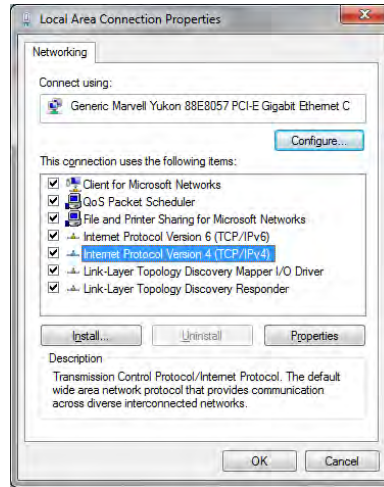 Local Area Connection Properties
Networking
Connect using:
Generic Marvell Yukon 88E8057 PCI-E Gigabit Ethernet C
Configure...
This connection uses the following items:
Client for Microsoft Networks
QoS Packet Scheduler
File and Printer Sharing for Microsoft Networks
Internet Protocol Version 6 (TCP/IPv6)
Internet Protocol Version 4 (TCP/IPv4)
Link-Layer Topology Discovery Mapper I/O Driver
Link-Layer Topology Discovery Responder
Install... Uninstall Properties
Description
Transmission Control Protocol/Internet Protocol. The default
wide area network protocol that provides communication
across diverse interconnected networks.
OK Cancel